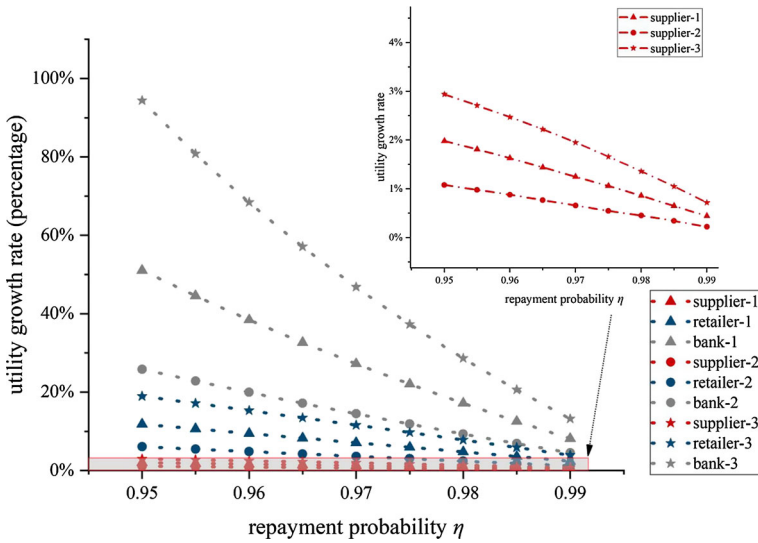 supplier-1
supplier-2
supplier-3
4%
3%
2%
1%
0%
utility growth rate
0.95 0.96 0.97 0.98 0.99
repayment probability η
100%
80%
60%
40%
20%
0%
utility growth rate (percentage)
0.95 0.96 0.97 0.98 0.99
repayment probability η
supplier-1
retailer-1
bank-1
supplier-2
retailer-2
bank-2
supplier-3
retailer-3
bank-3